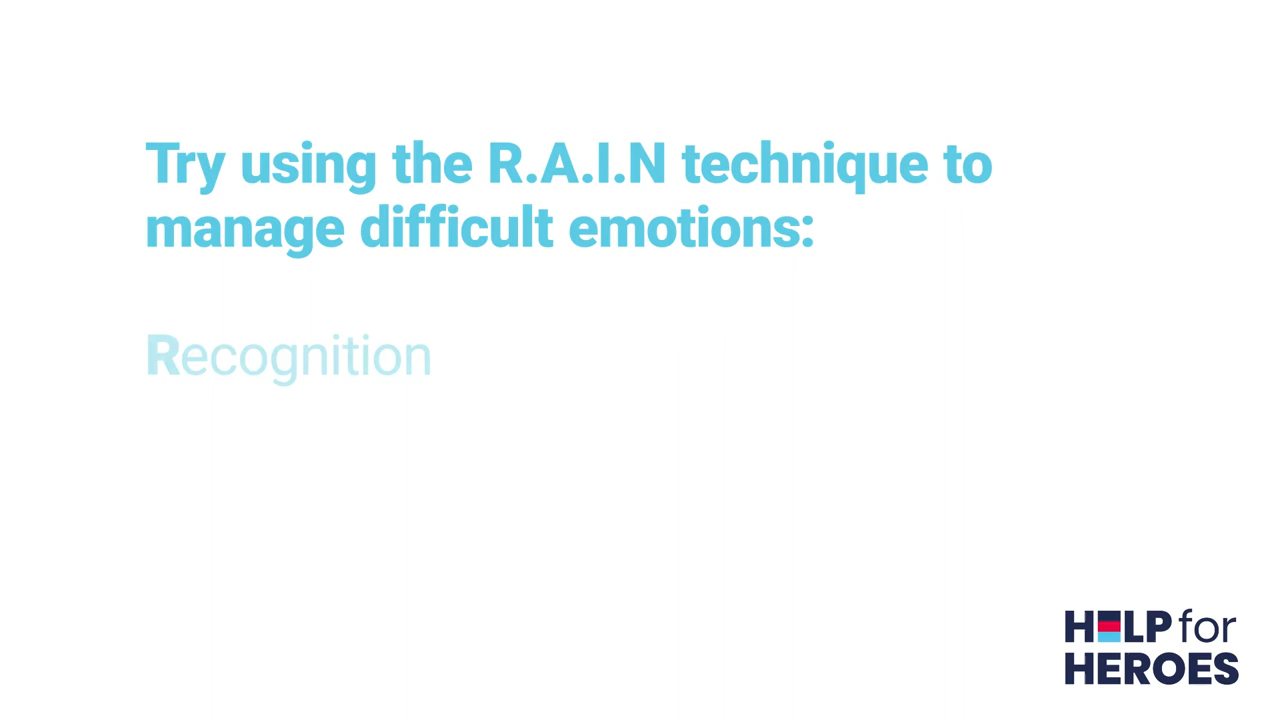 Try using the R.A.I.N technique to
manage difficult emotions:
Recognition
HELP for
HEROES